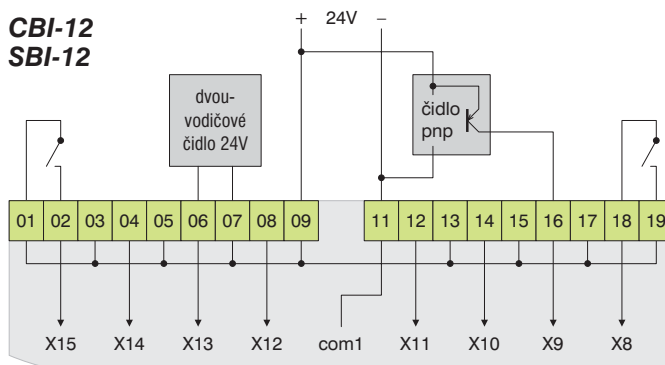 CBI-12
SBI-12
+ 24V −
dvou-
vodičové
čidlo 24V
čidlo
pnp
01 02 03 04 05 06 07 08 09 11 12 13 14 15 16 17 18 19
X15 X14 X13 X12 com1 X11 X10 X9 X8